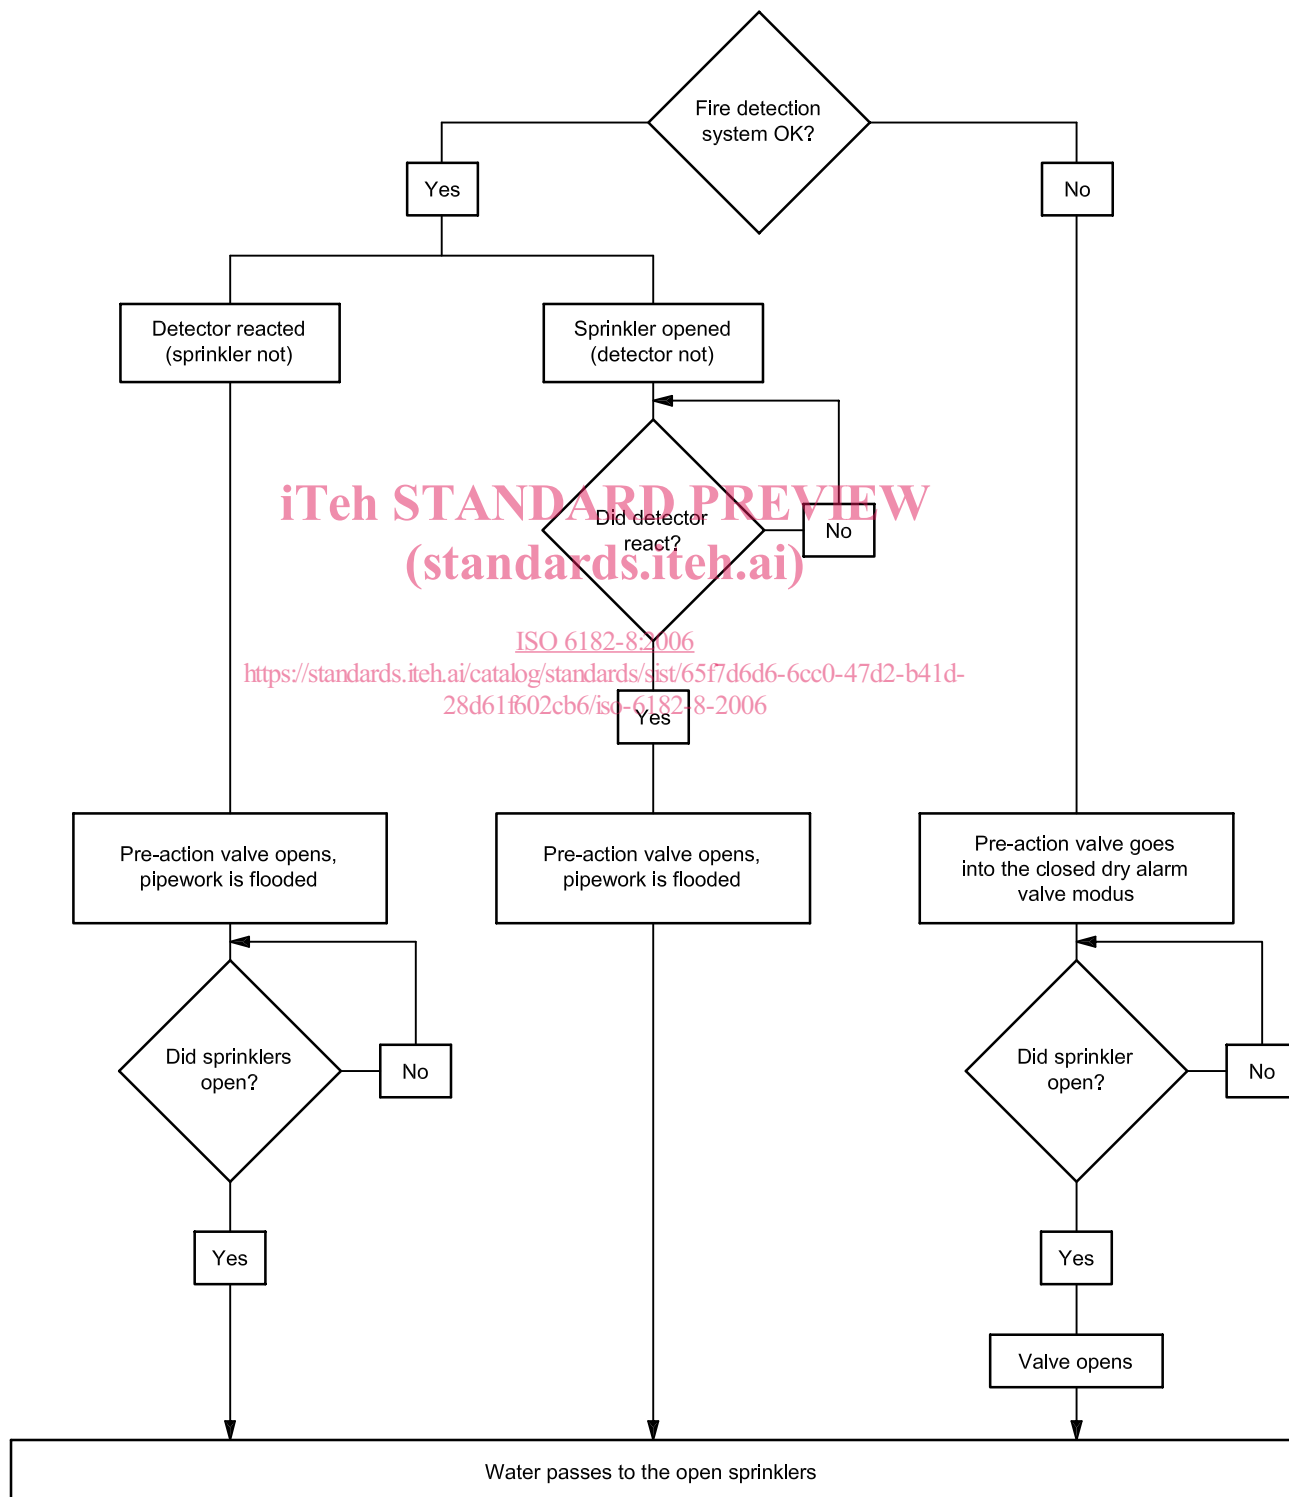 Fire detection
system OK?
Yes
No
Detector reacted
(sprinkler not)
Sprinkler opened
(detector not)
iTeh STANDARD PREVIEW
(standards.iteh.ai)
Did detector
react?
No
ISO 6182-8:2006
https://standards.iteh.ai/catalog/standards/sist/65f7d6d6-6cc0-47d2-b41d-
28d61f602cb6/iso-6182-8-2006
Yes
Pre-action valve opens,
pipework is flooded
Pre-action valve opens,
pipework is flooded
Pre-action valve goes
into the closed dry alarm
valve modus
Did sprinklers
open?
No
Did sprinkler
open?
No
Yes
Yes
Valve opens
Water passes to the open sprinklers